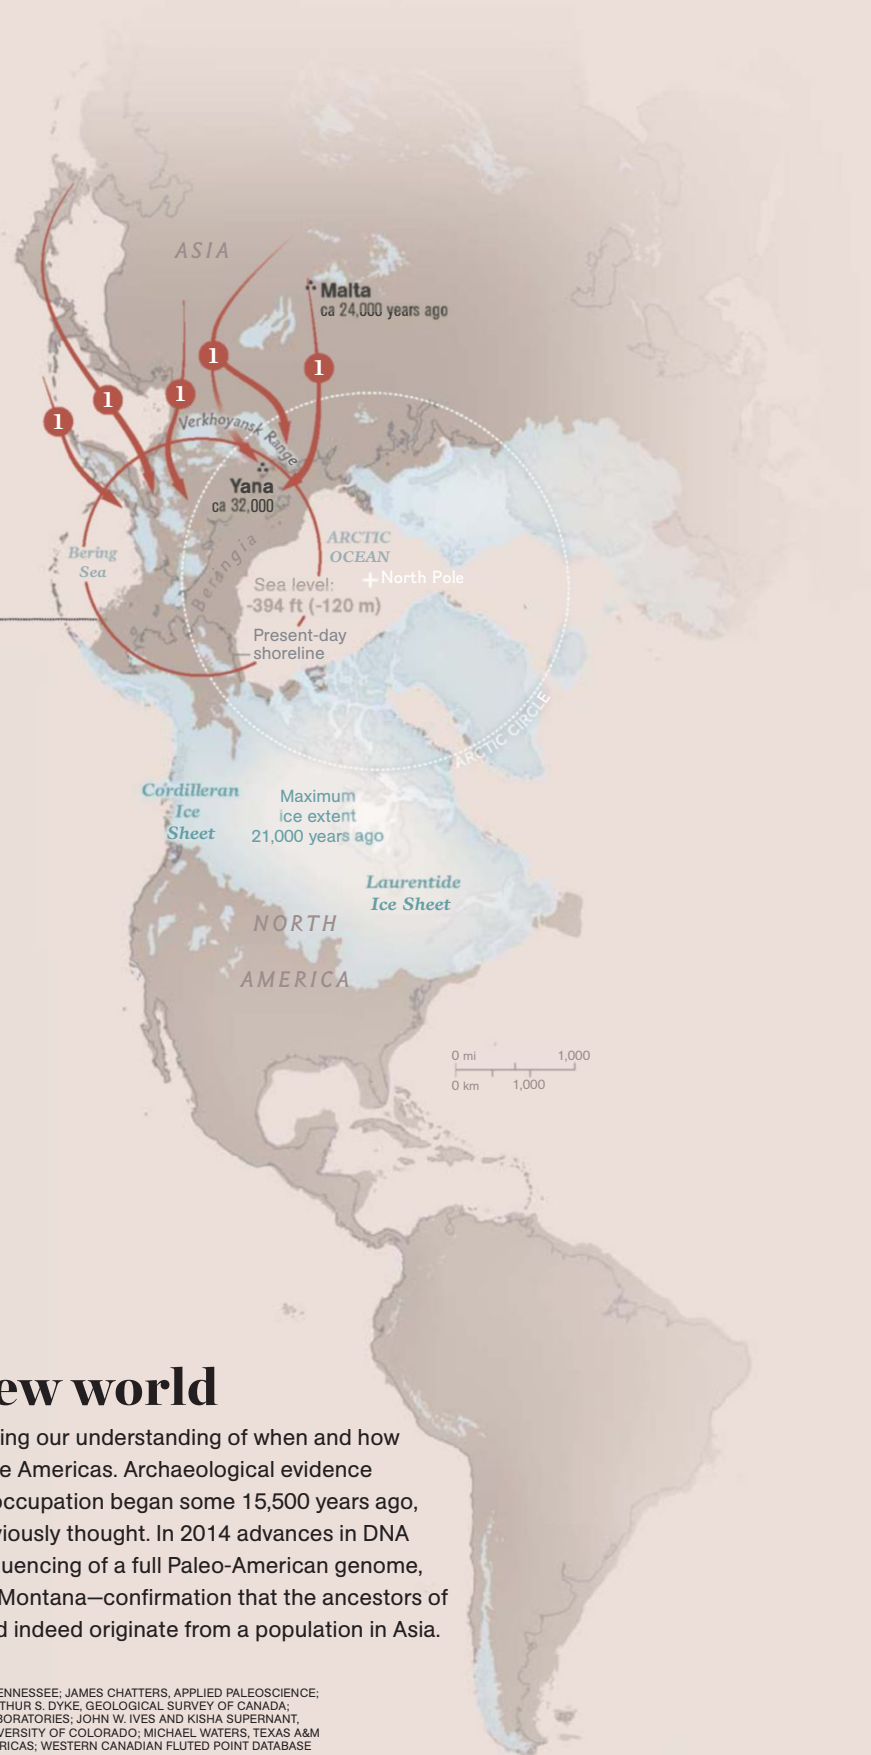 ASIA
Malta
ca 24,000 years ago
1
1
1
1
1
Verkhoyansk Range
Yana
ca 32,000
Bering
Sea
Beringia
ARCTIC
OCEAN
North Pole
Sea level:
-394 ft (-120 m)
Present-day
shoreline
ARCTIC CIRCLE
Cordilleran
Ice
Sheet
Maximum
ice extent
21,000 years ago
Laurentide
Ice Sheet
NORTH
AMERICA
0 mi 1,000
0 km 1,000
ew world
ing our understanding of when and how
e Americas. Archaeological evidence
occupation began some 15,500 years ago,
viously thought. In 2014 advances in DNA
uencing of a full Paleo-American genome,
Montana—confirmation that the ancestors of
d indeed originate from a population in Asia.
ENNESSEE; JAMES CHATTERS, APPLIED PALEOSCIENCE;
THUR S. DYKE, GEOLOGICAL SURVEY OF CANADA;
BORATORIES; JOHN W. IVES AND KISHA SUPERNANT,
VERSITY OF COLORADO; MICHAEL WATERS, TEXAS A&M
RICAS; WESTERN CANADIAN FLUTED POINT DATABASE